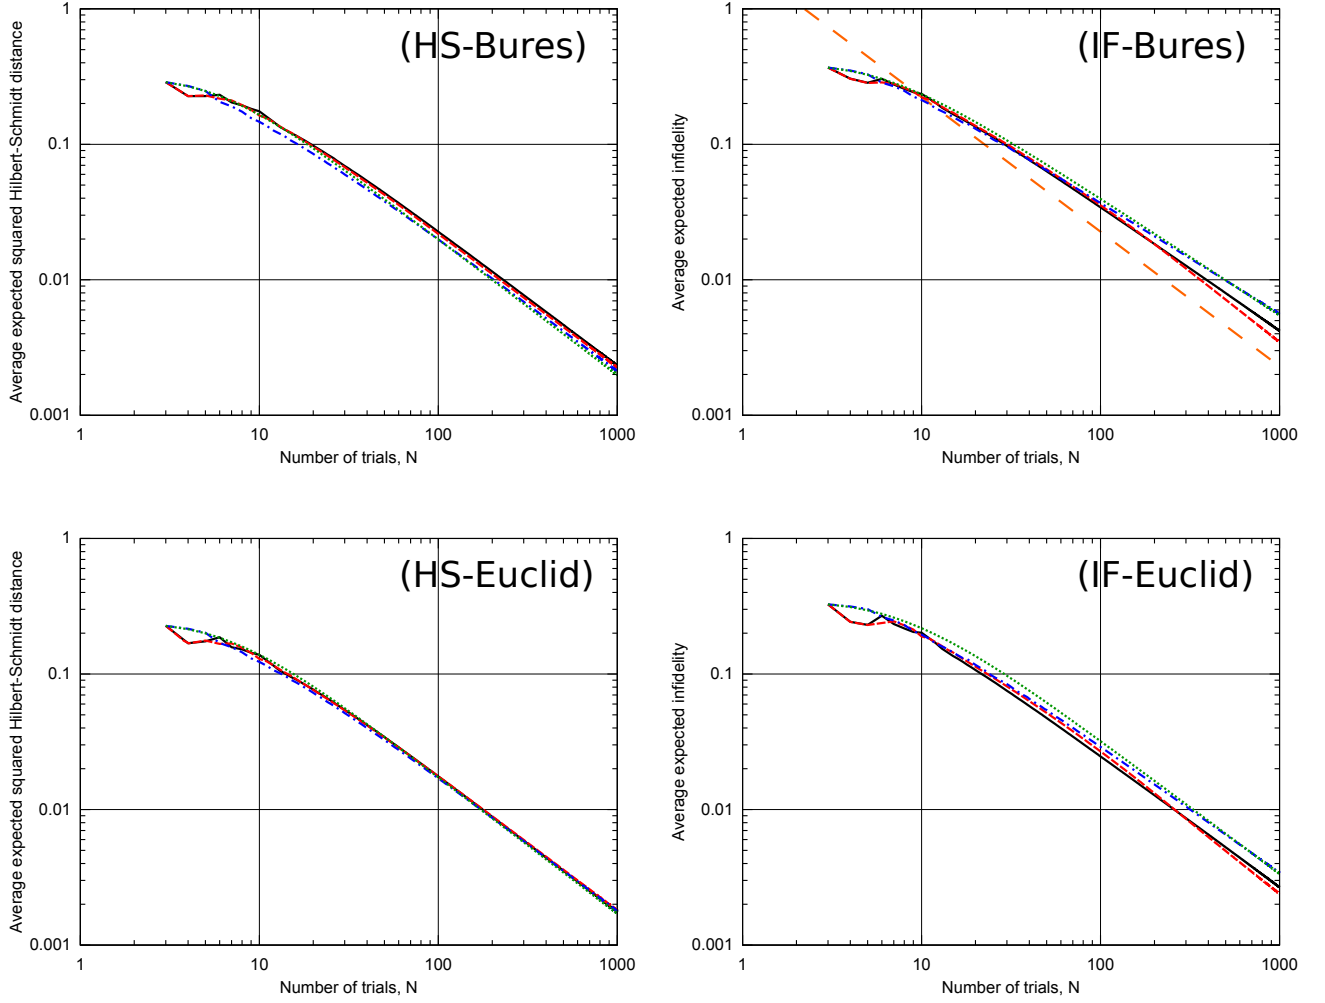 (HS-Bures)
Average expected squared Hilbert-Schmidt distance
1
0.1
0.01
0.001
1 10 100 1000
Number of trials, N
(IF-Bures)
Average expected infidelity
1
0.1
0.01
0.001
1 10 100 1000
Number of trials, N
(HS-Euclid)
Average expected squared Hilbert-Schmidt distance
1
0.1
0.01
0.001
1 10 100 1000
Number of trials, N
(IF-Euclid)
Average expected infidelity
1
0.1
0.01
0.001
1 10 100 1000
Number of trials, N